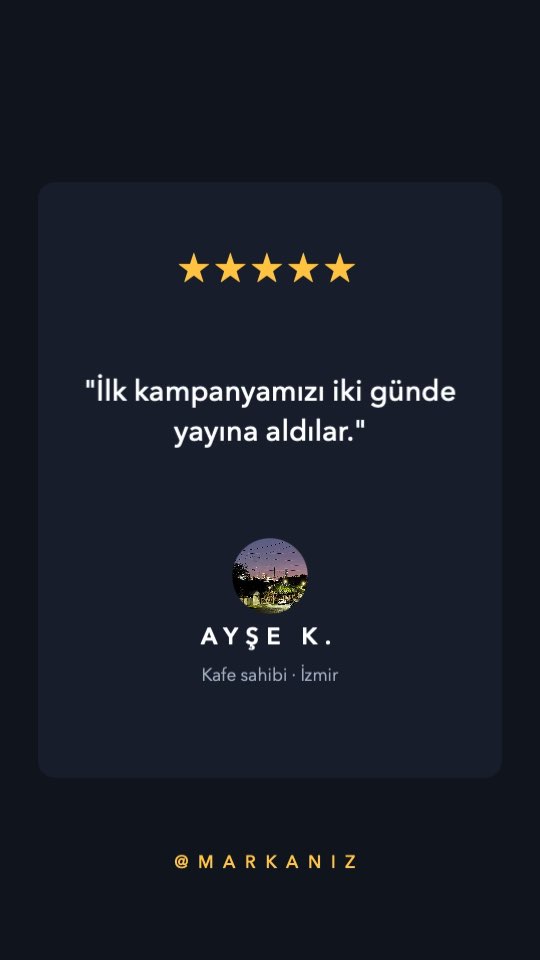 ★★★★★
"İlk kampanyamızı iki günde
yayına aldılar."
AYŞE K.
Kafe sahibi · İzmir
@MARKANIZ